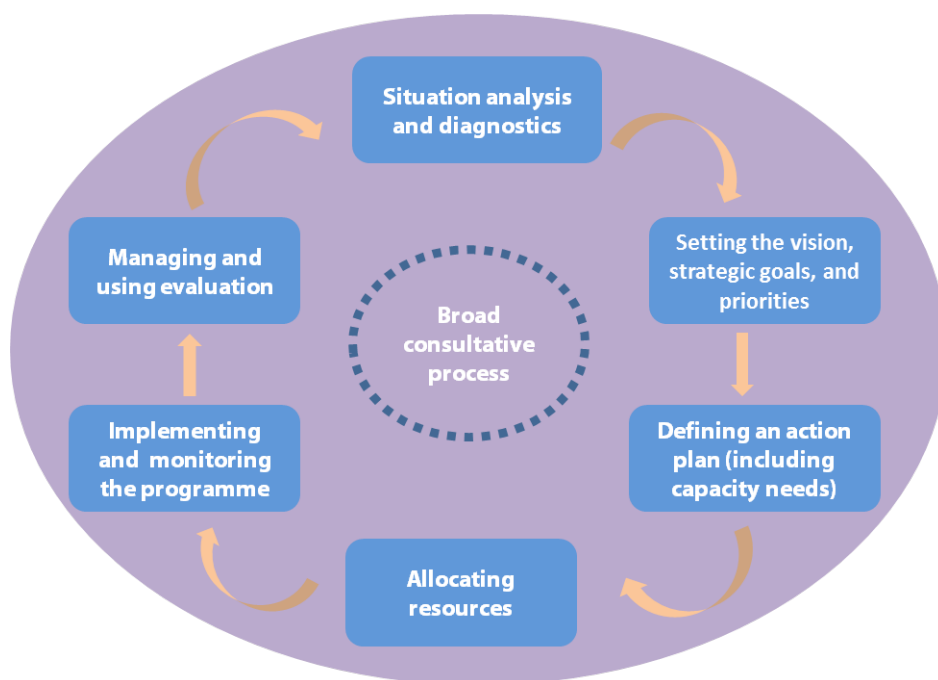 Situation analysis
and diagnostics
Setting the vision,
strategic goals, and
priorities
Defining an action
plan (including
capacity needs)
Allocating
resources
Implementing
and monitoring
the programme
Managing and
using evaluation
Broad
consultative
process